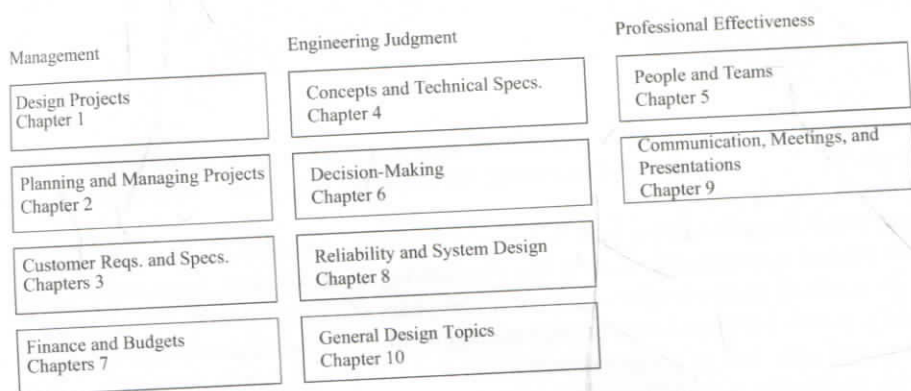 Management
Design Projects
Chapter 1
Planning and Managing Projects
Chapter 2
Customer Reqs. and Specs.
Chapters 3
Finance and Budgets
Chapters 7
Engineering Judgment
Concepts and Technical Specs.
Chapter 4
Decision-Making
Chapter 6
Reliability and System Design
Chapter 8
General Design Topics
Chapter 10
Professional Effectiveness
People and Teams
Chapter 5
Communication, Meetings, and
Presentations
Chapter 9